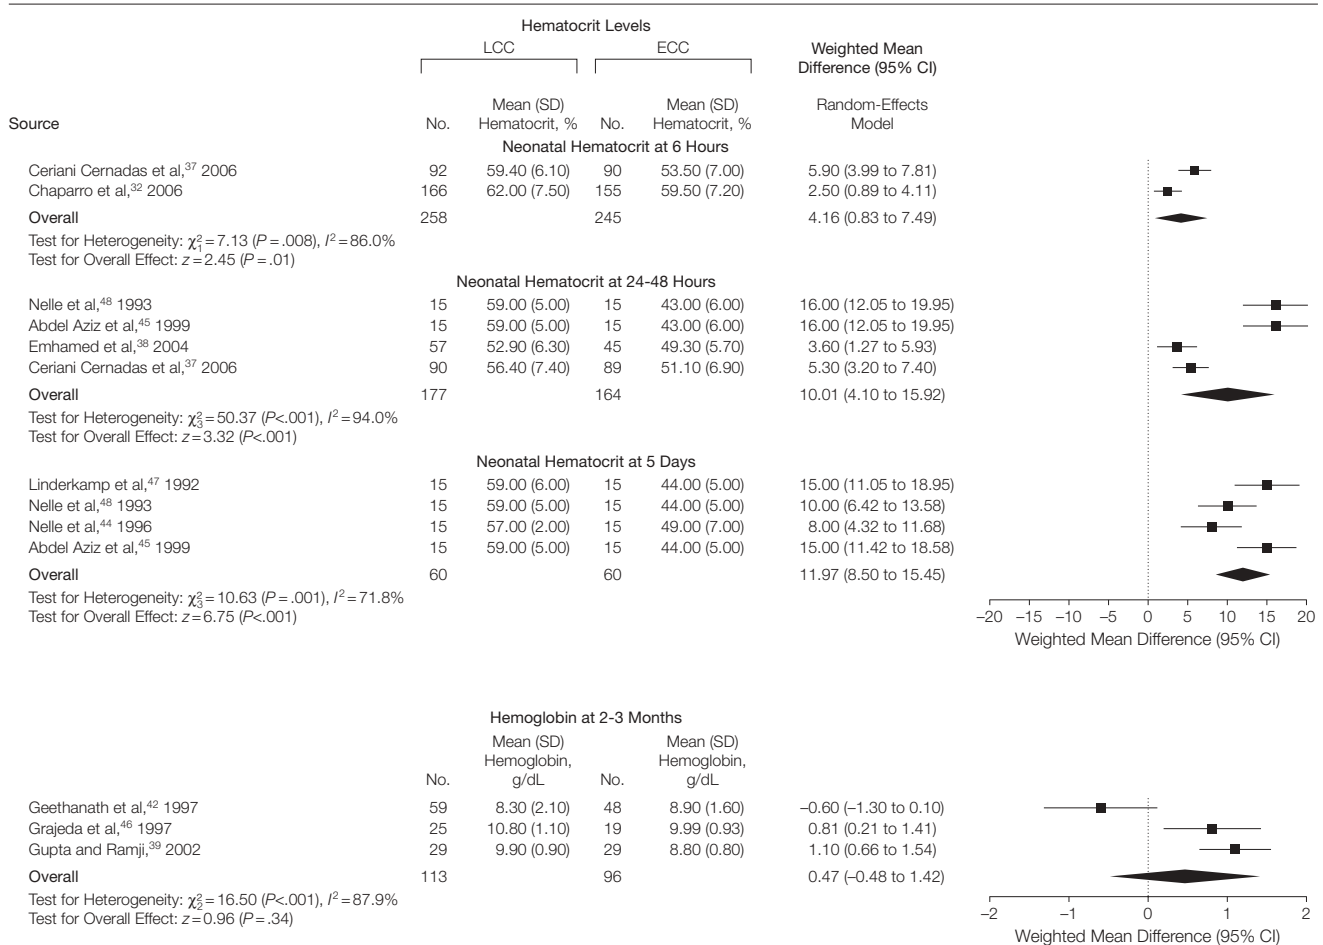 Hematocrit Levels
LCC ECC Weighted Mean
Difference (95% CI)
Mean (SD) Mean (SD) Random-Effects
Source No. Hematocrit, % No. Hematocrit, % Model
Neonatal Hematocrit at 6 Hours
Ceriani Cernadas et al,37 2006 92 59.40 (6.10) 90 53.50 (7.00) 5.90 (3.99 to 7.81)
Chaparro et al,32 2006 166 62.00 (7.50) 155 59.50 (7.20) 2.50 (0.89 to 4.11)
Overall 258 245 4.16 (0.83 to 7.49)
Test for Heterogeneity: χ²₁ = 7.13 (P = .008), I² = 86.0%
Test for Overall Effect: z = 2.45 (P = .01)
Neonatal Hematocrit at 24-48 Hours
Nelle et al,48 1993 15 59.00 (5.00) 15 43.00 (6.00) 16.00 (12.05 to 19.95)
Abdel Aziz et al,45 1999 15 59.00 (5.00) 15 43.00 (6.00) 16.00 (12.05 to 19.95)
Emhamed et al,38 2004 57 52.90 (6.30) 45 49.30 (5.70) 3.60 (1.27 to 5.93)
Ceriani Cernadas et al,37 2006 90 56.40 (7.40) 89 51.10 (6.90) 5.30 (3.20 to 7.40)
Overall 177 164 10.01 (4.10 to 15.92)
Test for Heterogeneity: χ²₃ = 50.37 (P<.001), I² = 94.0%
Test for Overall Effect: z = 3.32 (P<.001)
Neonatal Hematocrit at 5 Days
Linderkamp et al,47 1992 15 59.00 (6.00) 15 44.00 (5.00) 15.00 (11.05 to 18.95)
Nelle et al,48 1993 15 59.00 (5.00) 15 44.00 (5.00) 10.00 (6.42 to 13.58)
Nelle et al,44 1996 15 57.00 (2.00) 15 49.00 (7.00) 8.00 (4.32 to 11.68)
Abdel Aziz et al,45 1999 15 59.00 (5.00) 15 44.00 (5.00) 15.00 (11.42 to 18.58)
Overall 60 60 11.97 (8.50 to 15.45)
Test for Heterogeneity: χ²₃ = 10.63 (P = .001), I² = 71.8%
Test for Overall Effect: z = 6.75 (P<.001)
−20 −15 −10 −5 0 5 10 15 20
Weighted Mean Difference (95% CI)
Hemoglobin at 2-3 Months
Mean (SD) Mean (SD)
Hemoglobin, Hemoglobin,
No. g/dL No. g/dL
Geethanath et al,42 1997 59 8.30 (2.10) 48 8.90 (1.60) −0.60 (−1.30 to 0.10)
Grajeda et al,46 1997 25 10.80 (1.10) 19 9.99 (0.93) 0.81 (0.21 to 1.41)
Gupta and Ramji,39 2002 29 9.90 (0.90) 29 8.80 (0.80) 1.10 (0.66 to 1.54)
Overall 113 96 0.47 (−0.48 to 1.42)
Test for Heterogeneity: χ²₂ = 16.50 (P<.001), I² = 87.9%
Test for Overall Effect: z = 0.96 (P = .34)
−2 −1 0 1 2
Weighted Mean Difference (95% CI)